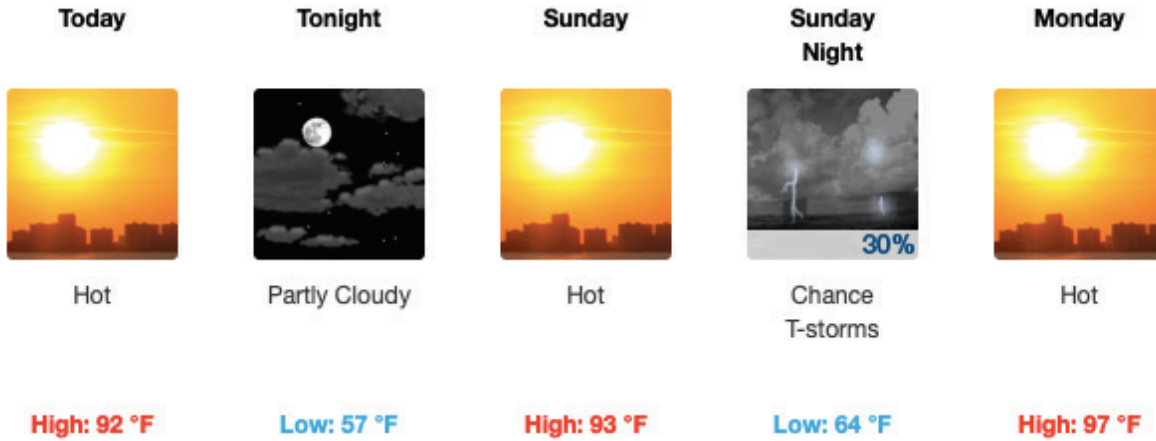 Today
Tonight
Sunday
Sunday
Night
Monday
30%
Hot
Partly Cloudy
Hot
Chance
T-storms
Hot
High: 92 °F
Low: 57 °F
High: 93 °F
Low: 64 °F
High: 97 °F